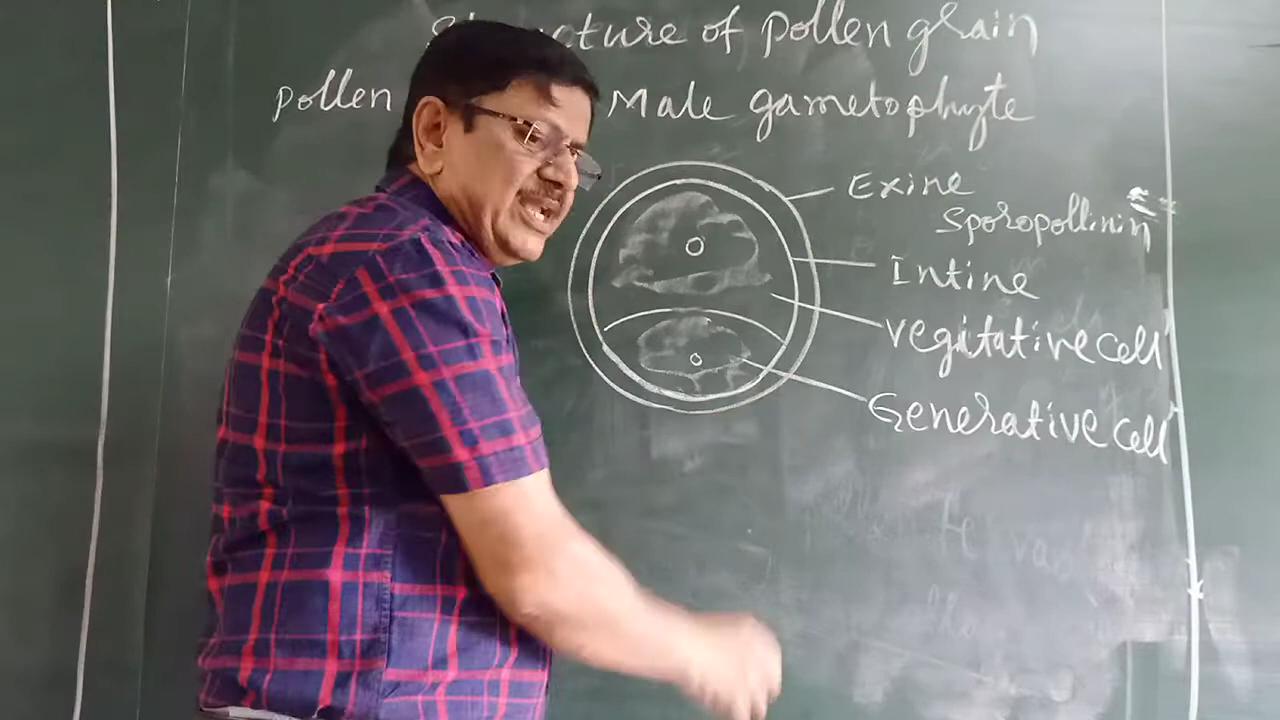 Structure of pollen grain
pollen Male gametophyte
Exine
Sporopollinin
Intine
vegitative cell
Generative cell